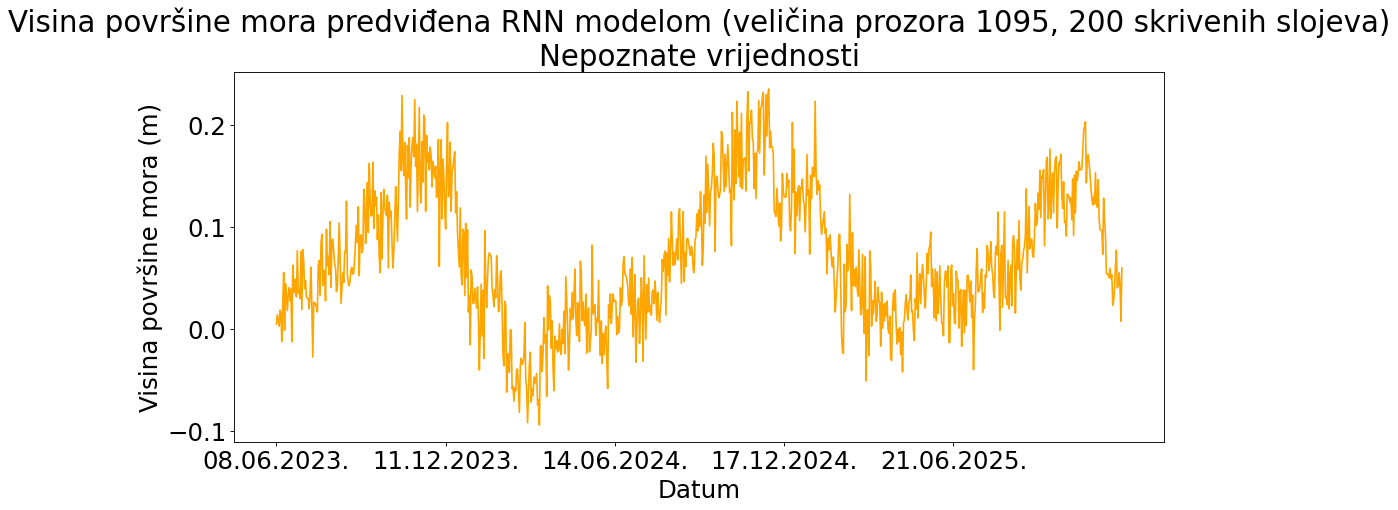 Visina površine mora predviđena RNN modelom (veličina prozora 1095, 200 skrivenih slojeva)
Nepoznate vrijednosti
Visina površine mora (m)
0.2
0.1
0.0
−0.1
08.06.2023. 11.12.2023. 14.06.2024. 17.12.2024. 21.06.2025.
Datum